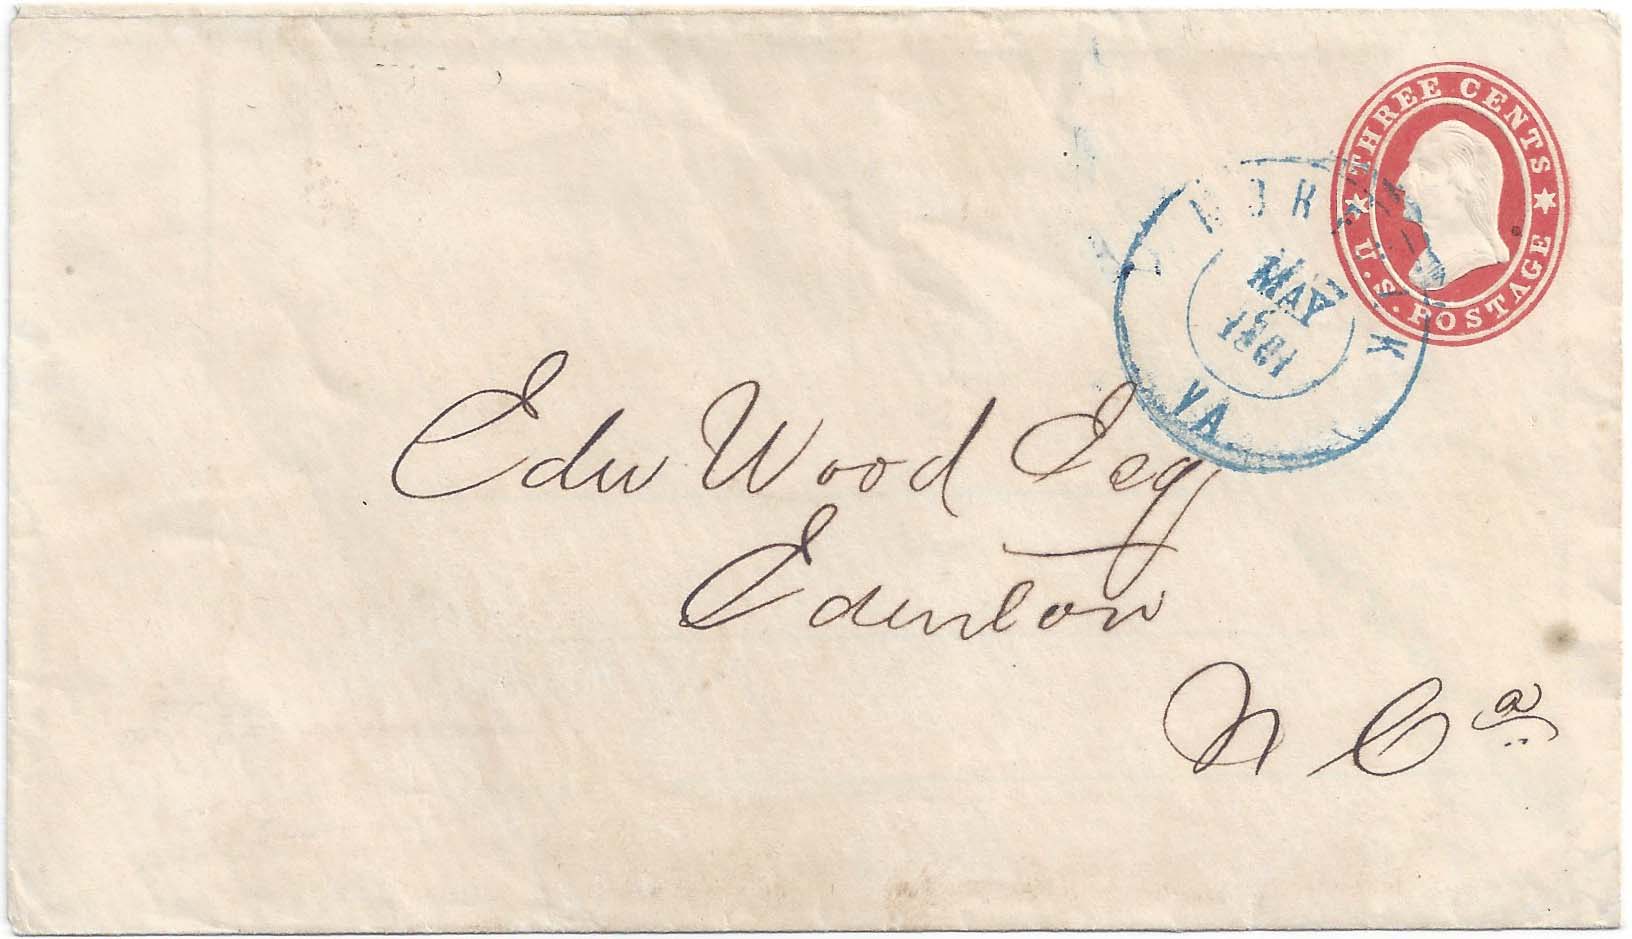 THREE CENTS
U.S. POSTAGE
NORFOLK
VA
MAY
1861
Edw Wood Esq
Edenton
N Ca